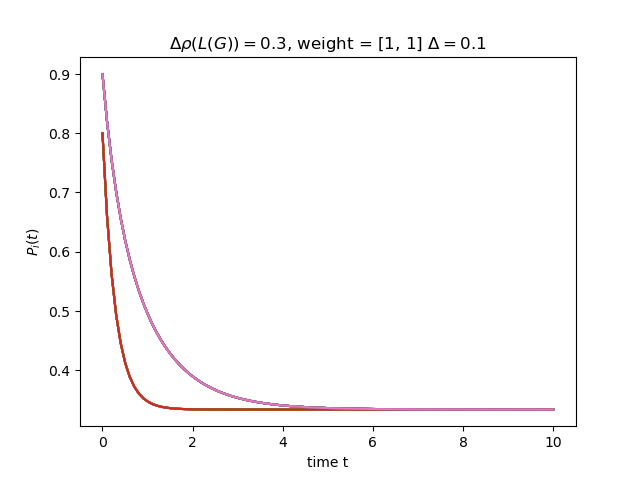 Δρ(L(G)) = 0.3, weight = [1, 1] Δ = 0.1
0.9
0.8
0.7
0.6
0.5
0.4
P_i(t)
0 2 4 6 8 10
time t